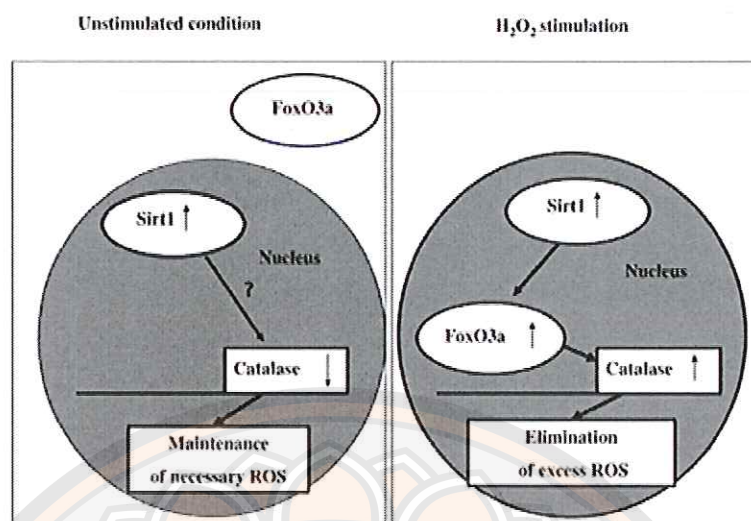 Unstimulated condition
H₂O₂ stimulation
FoxO3a
Sirt1 ↑
Nucleus
?
Catalase ↓
Maintenance
of necessary ROS
Sirt1 ↑
Nucleus
FoxO3a ↑
Catalase ↑
Elimination
of excess ROS